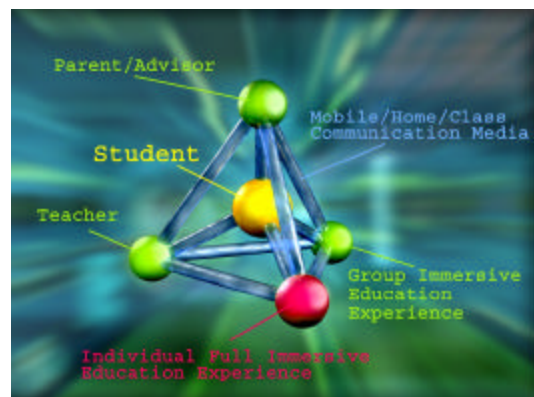 Parent/Advisor
Mobile/Home/Class
Communication Media
Student
Teacher
Group Immersive
Education
Experience
Individual Full Immersive
Education Experience